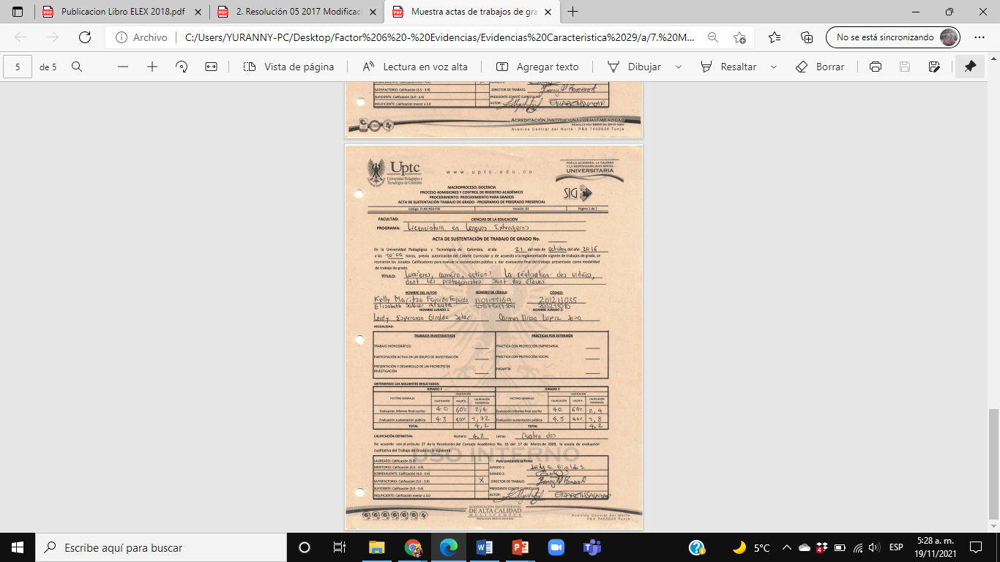 Publicacion Libro ELEX 2018.pdf
2. Resolución 05 2017 Modificaci
Muestra actas de trabajos de gra
Archivo
C:/Users/YURANNY-PC/Desktop/Factor%206%20-%20Evidencias/Evidencias%20Caracteristica%2029/a/7.%20M...
No se está sincronizando
5 de 5
Vista de página
Lectura en voz alta
Agregar texto
Dibujar
Resaltar
Borrar
SATISFACTORIO: Calificación (3.5 - 3.9)
DIRECTOR DE TRABAJO:
SUFICIENTE: Calificación (3.0 - 3.4)
PRESIDENTE COMITÉ CURRICULAR:
INSUFICIENTE: Calificación menor a 3.0
AUTOR:
ACREDITACIÓN INSTITUCIONAL DE ALTA CALIDAD
Avenida Central del Norte - PBX 7405626 Tunja
Uptc
Universidad Pedagógica y
Tecnológica de Colombia
www.uptc.edu.co
POR LA ACADEMIA, LA CALIDAD
Y LA RESPONSABILIDAD SOCIAL
UNIVERSITARIA
SIG
MACROPROCESO: DOCENCIA
PROCESO ADMISIONES Y CONTROL DE REGISTRO ACADÉMICO
PROCEDIMIENTO: PROCEDIMIENTO PARA GRADOS
ACTA DE SUSTENTACIÓN TRABAJO DE GRADO - PROGRAMAS DE PREGRADO PRESENCIAL
Código: D-AR-P03-F05 Versión: 01 Página 1 de 1
FACULTAD: CIENCIAS DE LA EDUCACIÓN
PROGRAMA: Licenciatura en Lenguas Extranjeras
ACTA DE SUSTENTACIÓN DE TRABAJO DE GRADO No.
En la Universidad Pedagógica y Tecnológica de Colombia, el día 21 del mes de octubre del año 2016
a las 10:00 horas, previa autorización del Comité Curricular y de acuerdo a la reglamentación vigente de trabajos de grado, se
reunieron los Jurados Calificadores para evaluar la sustentación pública y dar evaluación final del trabajo presentado como modalidad
de trabajo de grado.
TÍTULO: Lumières, caméra, action! La réalisation des vidéos,
dont les protagonistes sont des élèves
NOMBRE DEL AUTOR NÚMERO DE CÉDULA: CÓDIGO:
Kelly Maritza Fajardo Fajardo 201211035
Elizabeth Salazar Alzate
NOMBRE JURADO 1: NOMBRE JURADO 2:
Leidy Esperanza Giraldo Soler Carmen Lopez
MODALIDAD:
TRABAJOS INVESTIGATIVOS PRÁCTICAS POR EXTENSIÓN
TRABAJO MONOGRÁFICO PRÁCTICA CON PROYECCIÓN EMPRESARIAL
PARTICIPACIÓN ACTIVA EN UN GRUPO DE INVESTIGACIÓN PRÁCTICA CON PROYECCIÓN SOCIAL
PRESENTACIÓN Y DESARROLLO DE UN PROYECTO DE
INVESTIGACIÓN PASANTÍA
OBTENIENDO LOS SIGUIENTES RESULTADOS:
JURADO 1 JURADO 2
FACTORES GENERALES CALIFICACIÓN FACTORES GENERALES CALIFICACIÓN
CALIFICACIÓN VALOR % CALIFICACIÓN PONDERADA CALIFICACIÓN VALOR % CALIFICACIÓN PONDERADA
Evaluación informe final escrito 4.0 60% 2,4 Evaluación informe final escrito 4.0 60% 2,4
Evaluación sustentación pública 4.3 40% 1,72 Evaluación sustentación pública 4.5 40% 1,8
TOTAL 4,2 TOTAL 4,2
CALIFICACIÓN DEFINITIVA: Número: 4,2 Letras: Cuatro dos
De acuerdo con el artículo 27 de la Resolución del Consejo Académico No. 16 del 17 de Marzo de 2009, la escala de evaluación
cualitativa del Trabajo de Grado es la siguiente:
USO INTERNO
LAUREADO: Calificación (5.0) Para constancia se firma:
MERITORIO: Calificación (4.5 - 4.9) JURADO 1: Leidy E. Giraldo S.
SOBRESALIENTE: Calificación (4.0 - 4.4) JURADO 2:
SATISFACTORIO: Calificación (3.5 - 3.9) X DIRECTOR DE TRABAJO:
SUFICIENTE: Calificación (3.0 - 3.4) PRESIDENTE COMITÉ CURRICULAR:
INSUFICIENTE: Calificación menor a 3.0 AUTOR: ELIZABETH SALAZAR
ACREDITACIÓN INSTITUCIONAL
DE ALTA CALIDAD
MULTICAMPUS
Avenida Central del Norte
PBX 7405626 Tunja
Escribe aquí para buscar
5°C
ESP
5:28 a. m.
19/11/2021